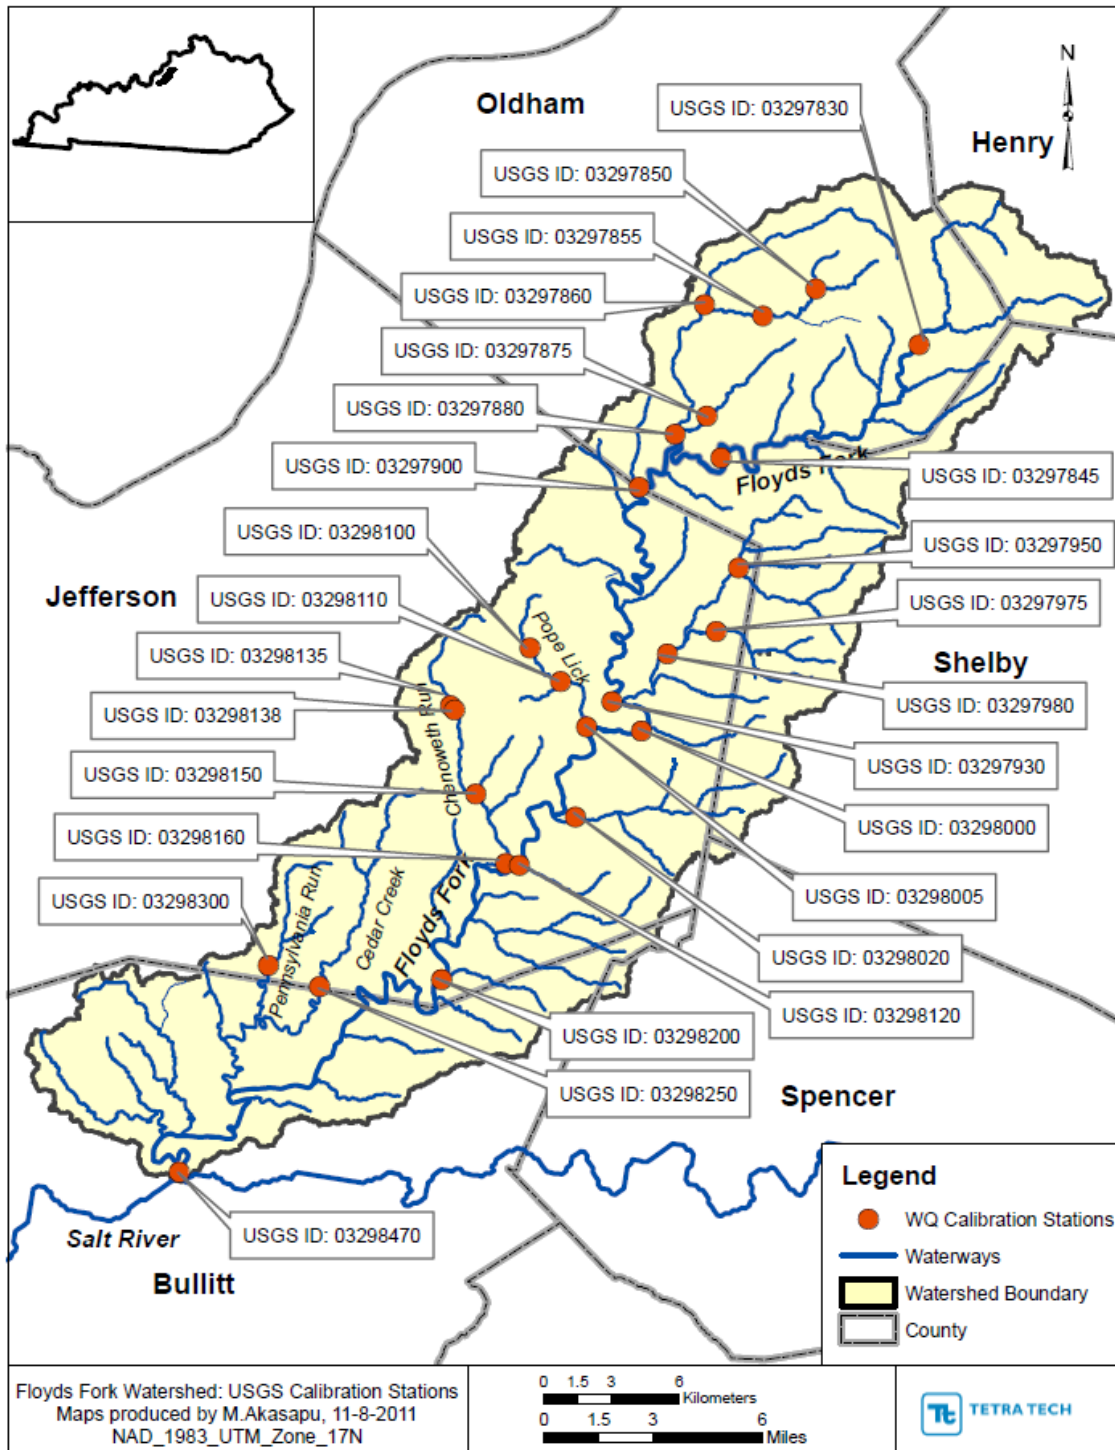 N
Oldham
USGS ID: 03297830
Henry
USGS ID: 03297850
USGS ID: 03297855
USGS ID: 03297860
USGS ID: 03297875
USGS ID: 03297880
USGS ID: 03297900
Floyds Fork
USGS ID: 03297845
USGS ID: 03298100
USGS ID: 03297950
Jefferson
USGS ID: 03298110
USGS ID: 03297975
Pope Lick
USGS ID: 03298135
Shelby
USGS ID: 03298138
Chenoweth Run
USGS ID: 03297980
USGS ID: 03298150
USGS ID: 03297930
USGS ID: 03298160
USGS ID: 03298000
USGS ID: 03298300
Pennsylvania Run
Cedar Creek
Floyds Fork
USGS ID: 03298005
USGS ID: 03298020
USGS ID: 03298120
USGS ID: 03298200
USGS ID: 03298250
Spencer
Salt River
USGS ID: 03298470
Bullitt
Legend
WQ Calibration Stations
Waterways
Watershed Boundary
County
Floyds Fork Watershed: USGS Calibration Stations
Maps produced by M.Akasapu, 11-8-2011
NAD_1983_UTM_Zone_17N
0 1.5 3 6
Kilometers
0 1.5 3 6
Miles
Tt TETRA TECH